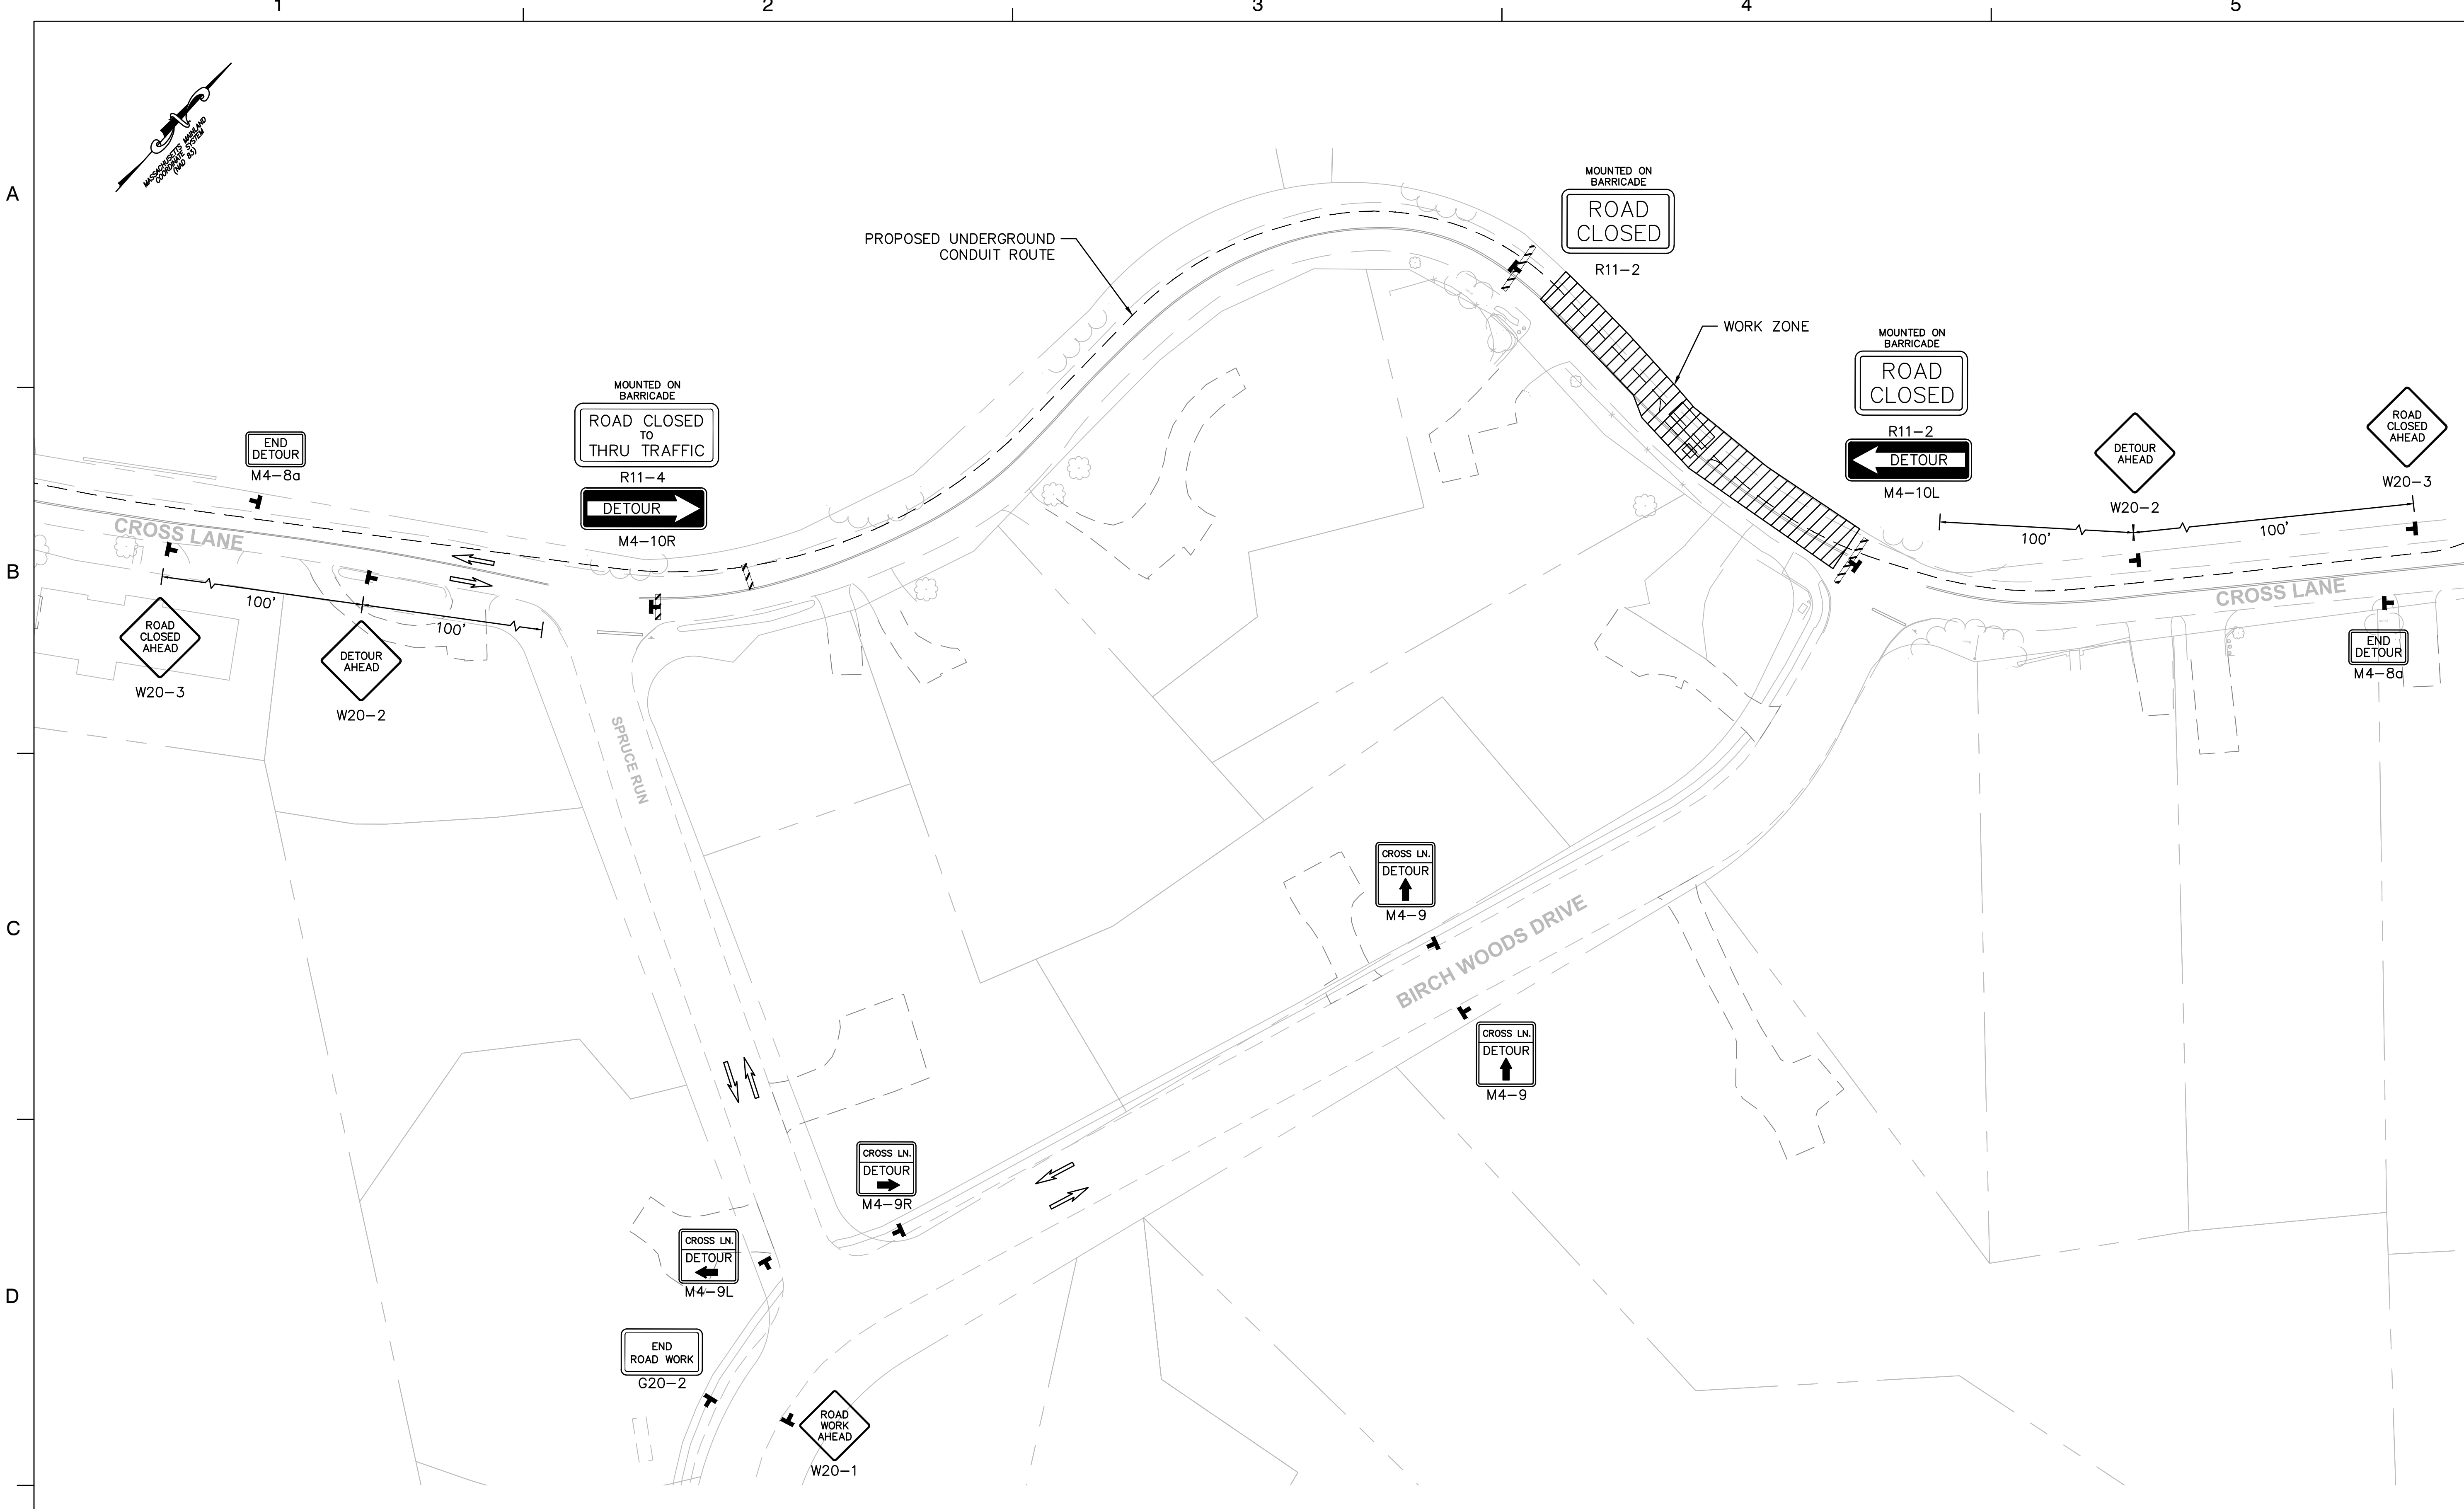 1
2
3
4
5
A
B
C
D
MASSACHUSETTS MAINLAND
COORDINATE SYSTEM
(NAD 83)
MOUNTED ON
BARRICADE
ROAD
CLOSED
R11-2
PROPOSED UNDERGROUND
CONDUIT ROUTE
WORK ZONE
MOUNTED ON
BARRICADE
ROAD
CLOSED
R11-2
DETOUR
M4-10L
MOUNTED ON
BARRICADE
ROAD CLOSED
TO
THRU TRAFFIC
R11-4
DETOUR
M4-10R
END
DETOUR
M4-8a
DETOUR
AHEAD
W20-2
ROAD
CLOSED
AHEAD
W20-3
100'
100'
CROSS LANE
100'
100'
ROAD
CLOSED
AHEAD
W20-3
DETOUR
AHEAD
W20-2
CROSS LANE
END
DETOUR
M4-8a
SPRUCE RUN
CROSS LN.
DETOUR
M4-9
BIRCH WOODS DRIVE
CROSS LN.
DETOUR
M4-9
CROSS LN.
DETOUR
M4-9R
CROSS LN.
DETOUR
M4-9L
END
ROAD WORK
G20-2
ROAD
WORK
AHEAD
W20-1